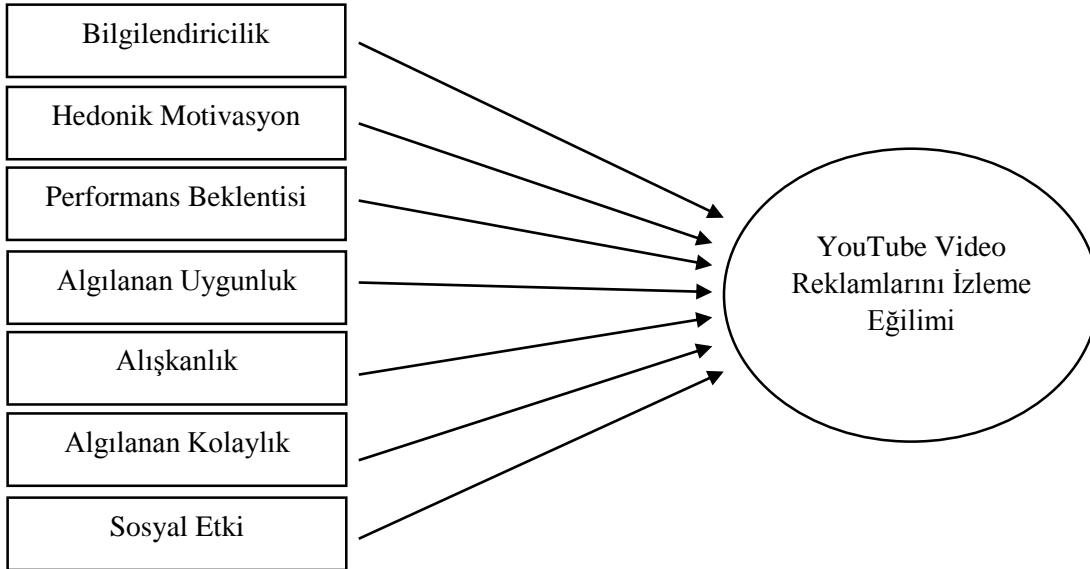 Bilgilendiricilik
Hedonik Motivasyon
Performans Beklentisi
Algılanan Uygunluk
Alışkanlık
Algılanan Kolaylık
Sosyal Etki
YouTube Video
Reklamlarını İzleme
Eğilimi